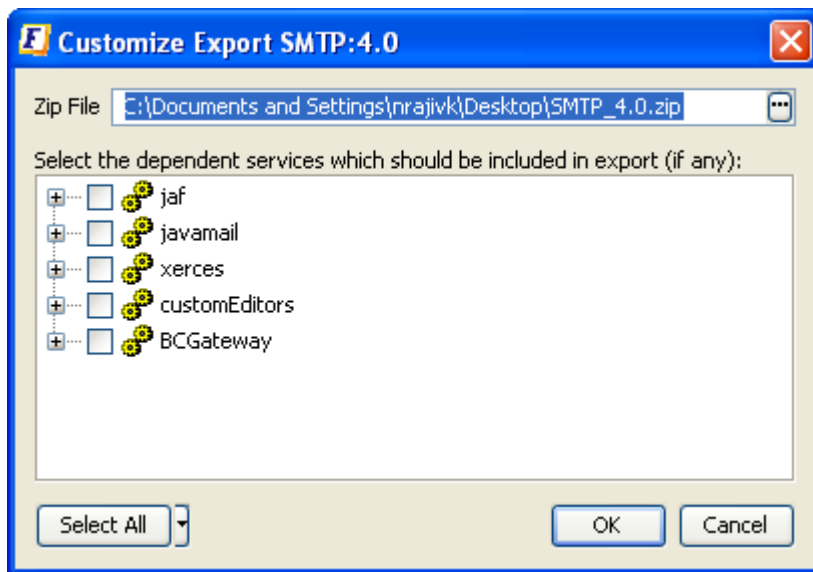 Customize Export SMTP:4.0
Zip File C:\Documents and Settings\nrajivk\Desktop\SMTP_4.0.zip ...
Select the dependent services which should be included in export (if any):
jaf
javamail
xerces
customEditors
BCGateway
Select All OK Cancel